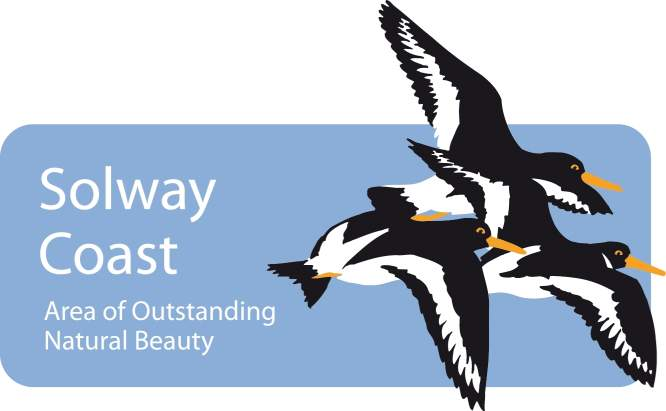 Solway
Coast
Area of Outstanding
Natural Beauty